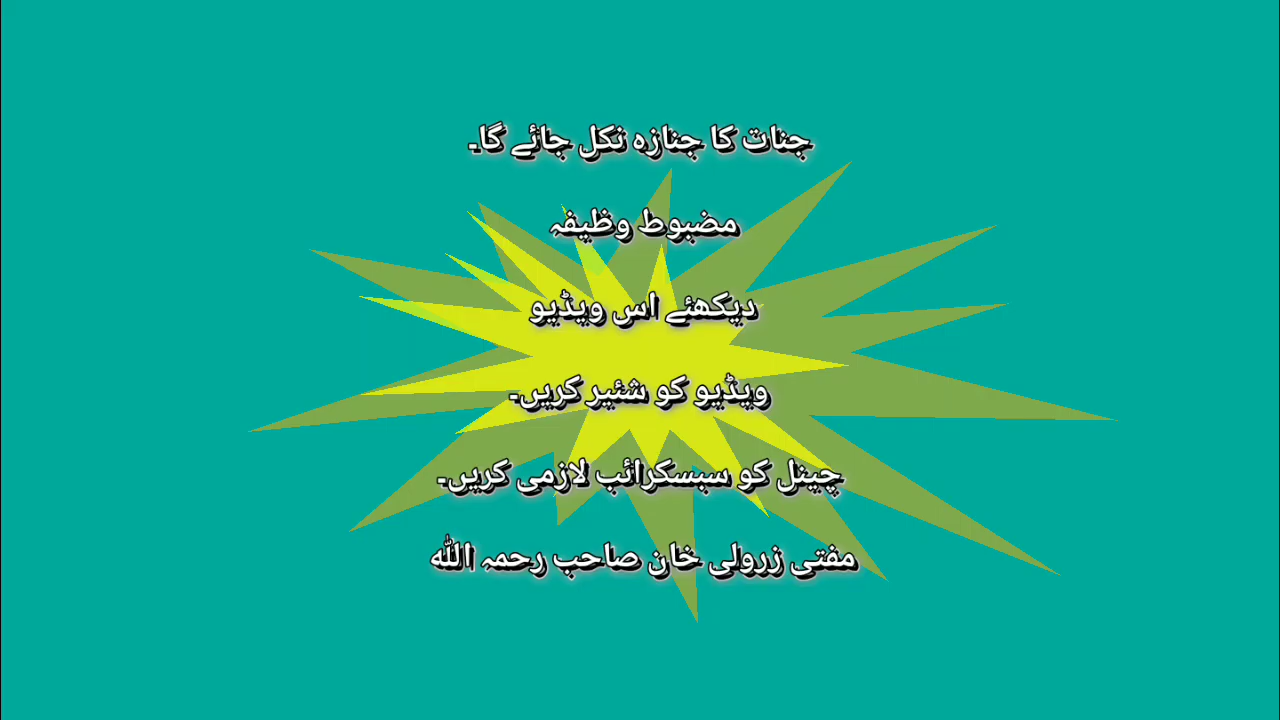 جنات کا جنازہ نکل جائے گا۔
مضبوط وظیفہ
دیکھئے اس ویڈیو
ویڈیو کو شئیر کریں۔
چینل کو سبسکرائب لازمی کریں۔
مفتی زرولی خان صاحب رحمہ اللہ